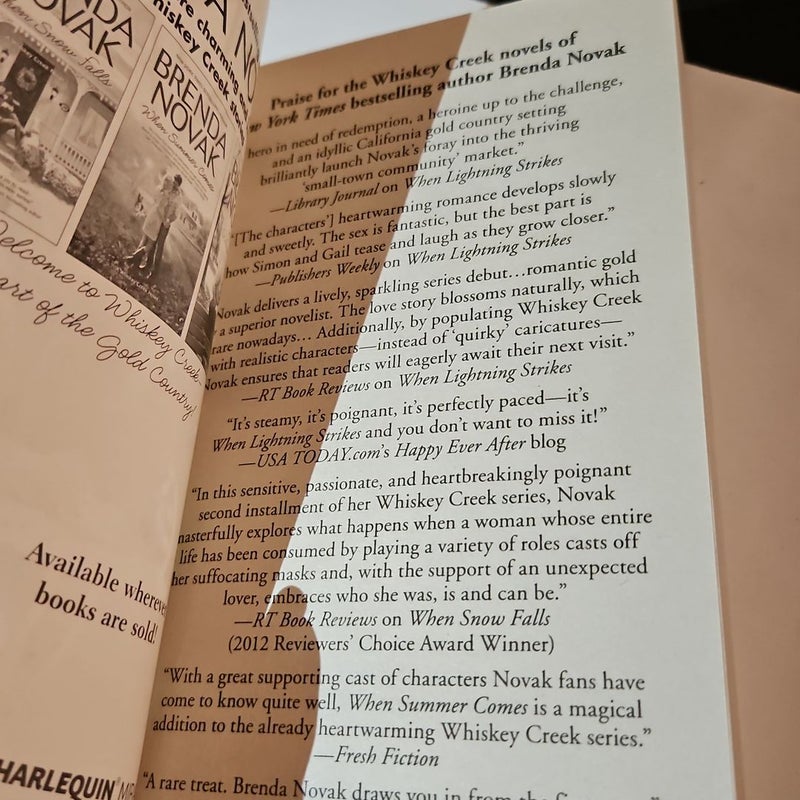 BRENDA
NOVAK
When Snow Falls
re charming
hiskey Creek
BRENDA
NOVAK
When Summer Comes
Welcome to Whiskey Creek—
art of the Gold Country!
Available wherever
books are sold!
HARLEQUIN
Praise for the Whiskey Creek novels of
York Times bestselling author Brenda Novak
hero in need of redemption, a heroine up to the challenge,
and an idyllic California gold country setting
brilliantly launch Novak's foray into the thriving
'small-town community' market."
—Library Journal on When Lightning Strikes
"[The characters'] heartwarming romance develops slowly
and sweetly. The sex is fantastic, but the best part is
how Simon and Gail tease and laugh as they grow closer."
—Publishers Weekly on When Lightning Strikes
Novak delivers a lively, sparkling series debut…romantic gold
a superior novelist. The love story blossoms naturally, which
rare nowadays… Additionally, by populating Whiskey Creek
with realistic characters—instead of 'quirky' caricatures—
Novak ensures that readers will eagerly await their next visit."
—RT Book Reviews on When Lightning Strikes
"It's steamy, it's poignant, it's perfectly paced—it's
When Lightning Strikes and you don't want to miss it!"
—USA TODAY.com's Happy Ever After blog
"In this sensitive, passionate, and heartbreakingly poignant
second installment of her Whiskey Creek series, Novak
masterfully explores what happens when a woman whose entire
life has been consumed by playing a variety of roles casts off
her suffocating masks and, with the support of an unexpected
lover, embraces who she was, is and can be."
—RT Book Reviews on When Snow Falls
(2012 Reviewers' Choice Award Winner)
"With a great supporting cast of characters Novak fans have
come to know quite well, When Summer Comes is a magical
addition to the already heartwarming Whiskey Creek series."
—Fresh Fiction
"A rare treat. Brenda Novak draws you in from the